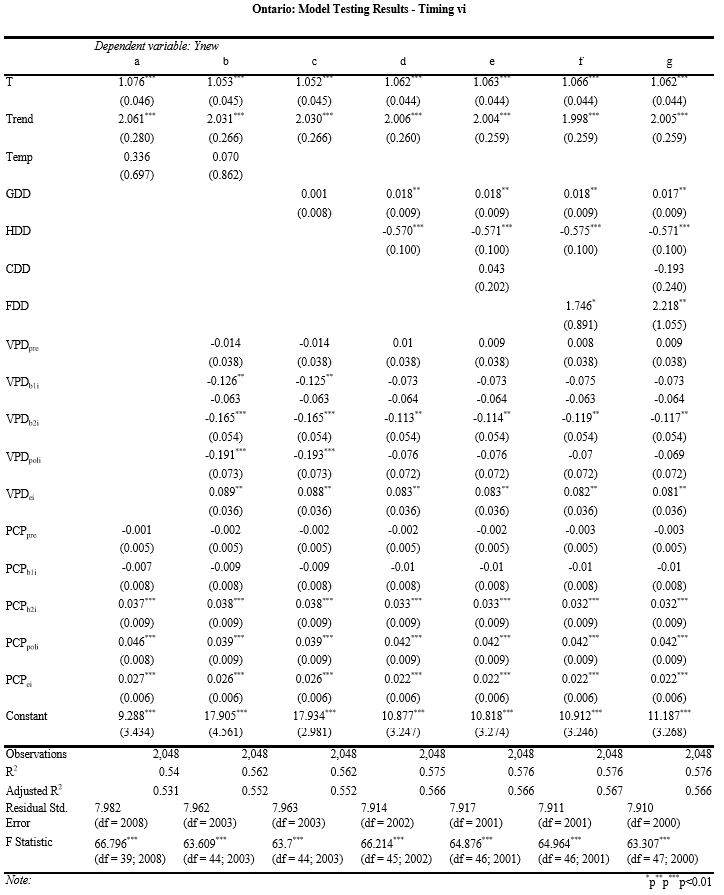 Ontario: Model Testing Results - Timing vi
Dependent variable: Ynew
a b c d e f g
T 1.076*** 1.053*** 1.052*** 1.062*** 1.063*** 1.066*** 1.062***
(0.046) (0.045) (0.045) (0.044) (0.044) (0.044) (0.044)
Trend 2.061*** 2.031*** 2.030*** 2.006*** 2.004*** 1.998*** 2.005***
(0.280) (0.266) (0.266) (0.260) (0.259) (0.259) (0.259)
Temp 0.336 0.070
(0.697) (0.862)
GDD 0.001 0.018** 0.018** 0.018** 0.017**
(0.008) (0.009) (0.009) (0.009) (0.009)
HDD -0.570*** -0.571*** -0.575*** -0.571***
(0.100) (0.100) (0.100) (0.100)
CDD 0.043 -0.193
(0.202) (0.240)
FDD 1.746* 2.218**
(0.891) (1.055)
VPDpre -0.014 -0.014 0.01 0.009 0.008 0.009
(0.038) (0.038) (0.038) (0.038) (0.038) (0.038)
VPDb1i -0.126** -0.125** -0.073 -0.073 -0.075 -0.073
-0.063 -0.063 -0.064 -0.064 -0.063 -0.064
VPDb2i -0.165*** -0.165*** -0.113** -0.114** -0.119** -0.117**
(0.054) (0.054) (0.054) (0.054) (0.054) (0.054)
VPDpoli -0.191*** -0.193*** -0.076 -0.076 -0.07 -0.069
(0.073) (0.073) (0.072) (0.072) (0.072) (0.072)
VPDei 0.089** 0.088** 0.083** 0.083** 0.082** 0.081**
(0.036) (0.036) (0.036) (0.036) (0.036) (0.036)
PCPpre -0.001 -0.002 -0.002 -0.002 -0.002 -0.003 -0.003
(0.005) (0.005) (0.005) (0.005) (0.005) (0.005) (0.005)
PCPb1i -0.007 -0.009 -0.009 -0.01 -0.01 -0.01 -0.01
(0.008) (0.008) (0.008) (0.008) (0.008) (0.008) (0.008)
PCPb2i 0.037*** 0.038*** 0.038*** 0.033*** 0.033*** 0.032*** 0.032***
(0.009) (0.009) (0.009) (0.009) (0.009) (0.009) (0.009)
PCPpoli 0.046*** 0.039*** 0.039*** 0.042*** 0.042*** 0.042*** 0.042***
(0.008) (0.009) (0.009) (0.009) (0.009) (0.009) (0.009)
PCPei 0.027*** 0.026*** 0.026*** 0.022*** 0.022*** 0.022*** 0.022***
(0.006) (0.006) (0.006) (0.006) (0.006) (0.006) (0.006)
Constant 9.288*** 17.905*** 17.934*** 10.877*** 10.818*** 10.912*** 11.187***
(3.434) (4.561) (2.981) (3.247) (3.274) (3.246) (3.268)
Observations 2,048 2,048 2,048 2,048 2,048 2,048 2,048
R2 0.54 0.562 0.562 0.575 0.576 0.576 0.576
Adjusted R2 0.531 0.552 0.552 0.566 0.566 0.567 0.566
Residual Std. 7.982 7.962 7.963 7.914 7.917 7.911 7.910
Error (df = 2008) (df = 2003) (df = 2003) (df = 2002) (df = 2001) (df = 2001) (df = 2000)
F Statistic 66.796*** 63.609*** 63.7*** 66.214*** 64.876*** 64.964*** 63.307***
(df = 39; 2008) (df = 44; 2003) (df = 44; 2003) (df = 45; 2002) (df = 46; 2001) (df = 46; 2001) (df = 47; 2000)
Note: *p**p***p<0.01